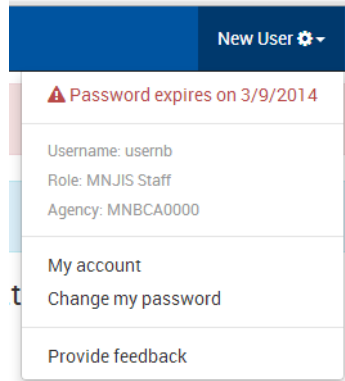 New User
Password expires on 3/9/2014
Username: usernb
Role: MNJIS Staff
Agency: MNBCA0000
My account
t
Change my password
Provide feedback